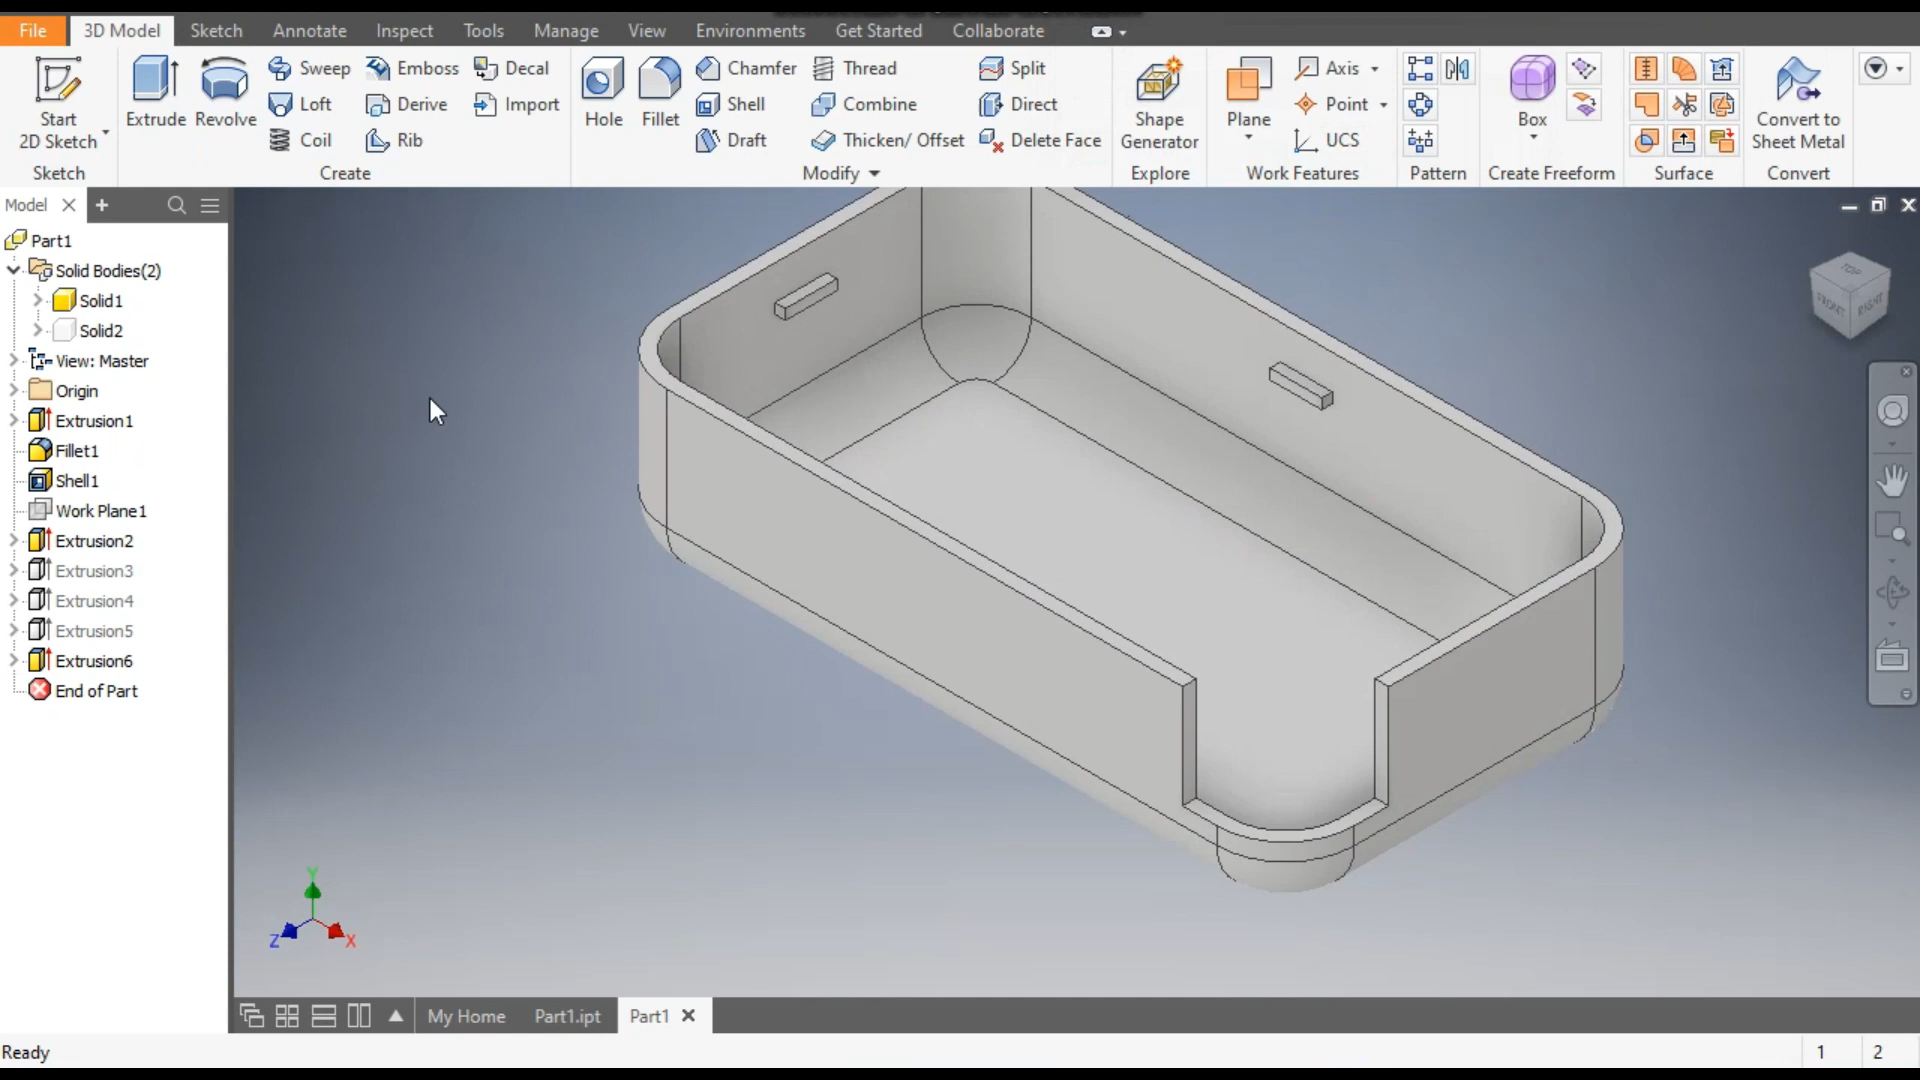 File 3D Model Sketch Annotate Inspect Tools Manage View Environments Get Started Collaborate
Start 2D Sketch
Sketch
Extrude Revolve Sweep Emboss Decal
Loft Derive Import
Coil Rib
Create
Hole Fillet Chamfer Thread Split
Shell Combine Direct
Draft Thicken/ Offset Delete Face
Modify
Shape Generator
Explore
Plane Axis
Point
UCS
Work Features
Pattern
Box
Create Freeform
Surface
Convert to Sheet Metal
Convert
Model
Part1
Solid Bodies(2)
Solid1
Solid2
View: Master
Origin
Extrusion1
Fillet1
Shell1
Work Plane1
Extrusion2
Extrusion3
Extrusion4
Extrusion5
Extrusion6
End of Part
TOP
FRONT RIGHT
Y
Z X
My Home Part1.ipt Part1
Ready 1 2